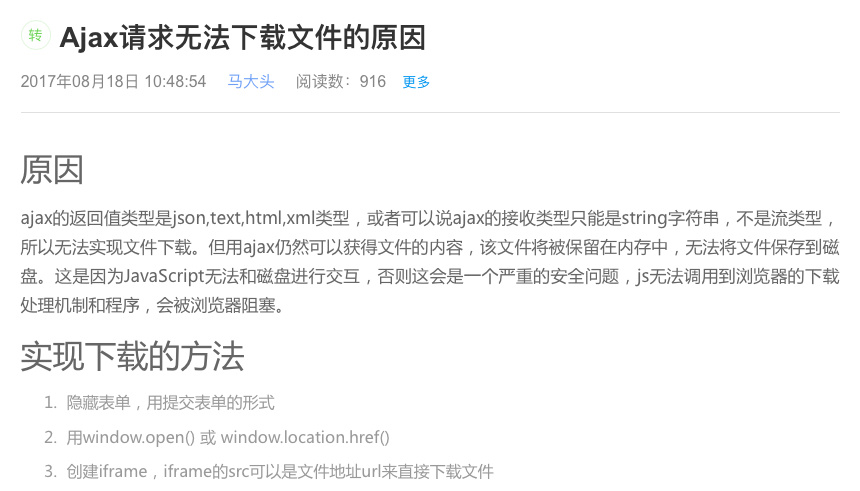 转 Ajax请求无法下载文件的原因
2017年08月18日 10:48:54 马大头 阅读数：916 更多
原因
ajax的返回值类型是json,text,html,xml类型，或者可以说ajax的接收类型只能是string字符串，不是流类型，
所以无法实现文件下载。但用ajax仍然可以获得文件的内容，该文件将被保留在内存中，无法将文件保存到磁
盘。这是因为JavaScript无法和磁盘进行交互，否则这会是一个严重的安全问题，js无法调用到浏览器的下载
处理机制和程序，会被浏览器阻塞。
实现下载的方法
1. 隐藏表单，用提交表单的形式
2. 用window.open() 或 window.location.href()
3. 创建iframe，iframe的src可以是文件地址url来直接下载文件